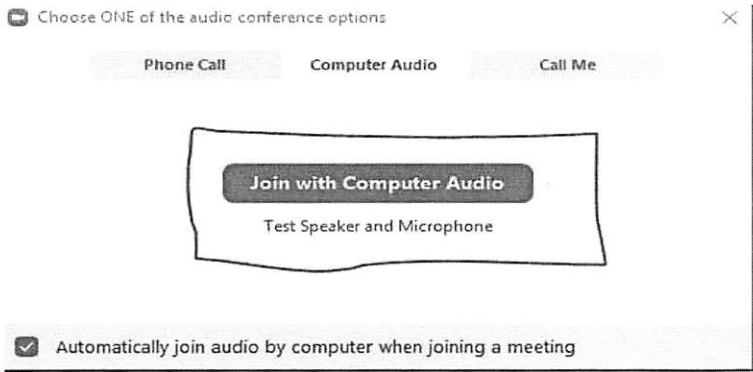 Choose ONE of the audio conference options
Phone Call Computer Audio Call Me
Join with Computer Audio
Test Speaker and Microphone
Automatically join audio by computer when joining a meeting